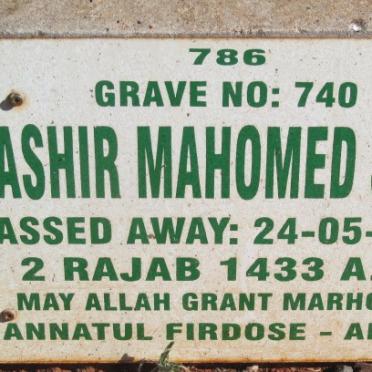 786
GRAVE NO: 740
ASHIR MAHOMED
ASSED AWAY: 24-05-
2 RAJAB 1433 A
MAY ALLAH GRANT MARHO
ANNATUL FIRDOSE - A